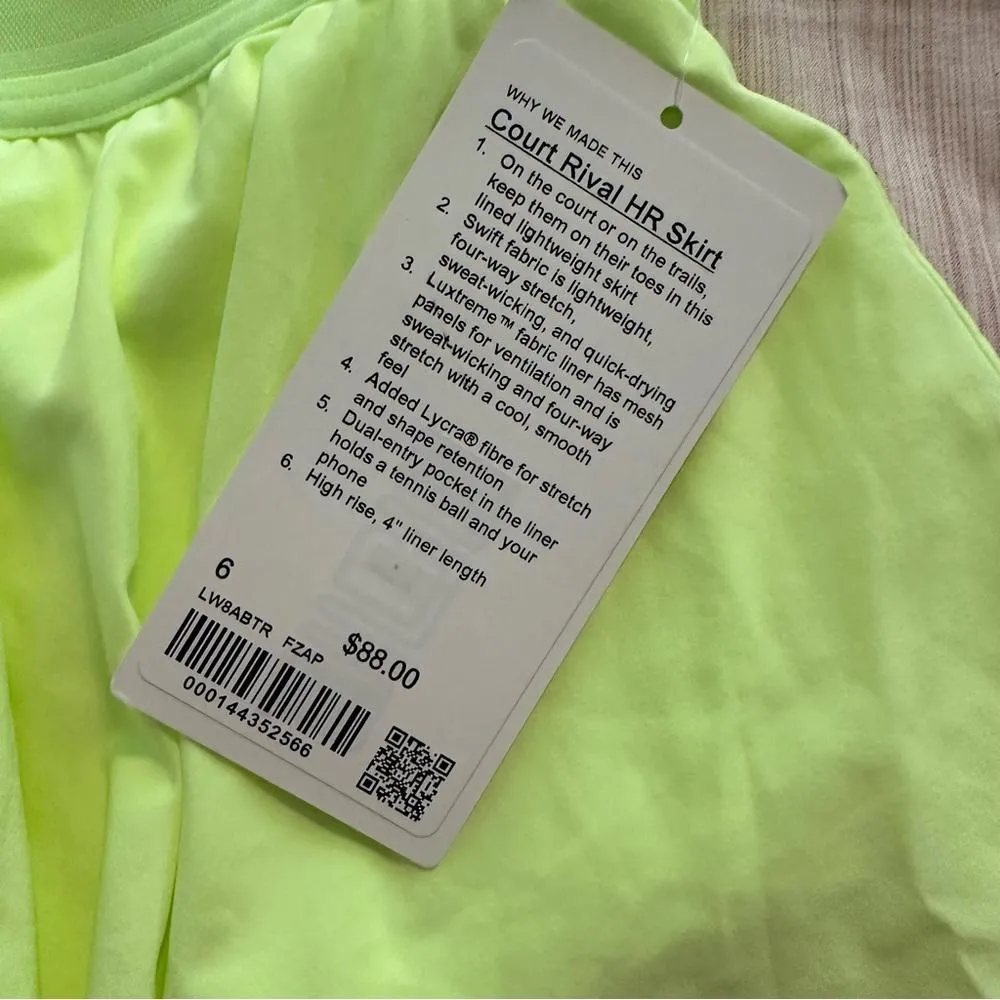 WHY WE MADE THIS
Court Rival HR Skirt
1. On the court or on the trails,
keep them on their toes in this
lined lightweight skirt
2. Swift fabric is lightweight,
four-way stretch,
sweat-wicking, and quick-drying
3. Luxtreme™ fabric liner has mesh
panels for ventilation and is
sweat-wicking and four-way
stretch with a cool, smooth
feel
4. Added Lycra® fibre for stretch
and shape retention
5. Dual-entry pocket in the liner
holds a tennis ball and your
phone
6. High rise, 4" liner length
6
LW8ABTR FZAP
$88.00
000144352566